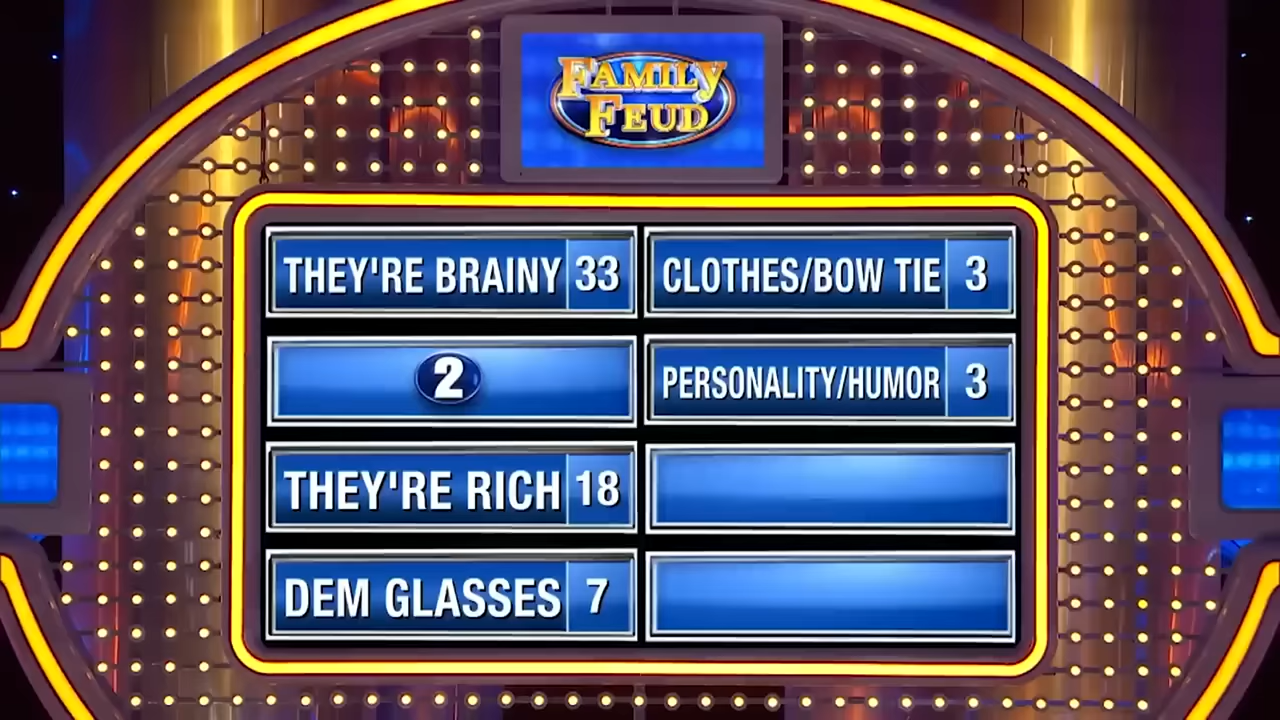 FAMILY
FEUD
THEY'RE BRAINY 33
CLOTHES/BOW TIE 3
2
PERSONALITY/HUMOR 3
THEY'RE RICH 18
DEM GLASSES 7